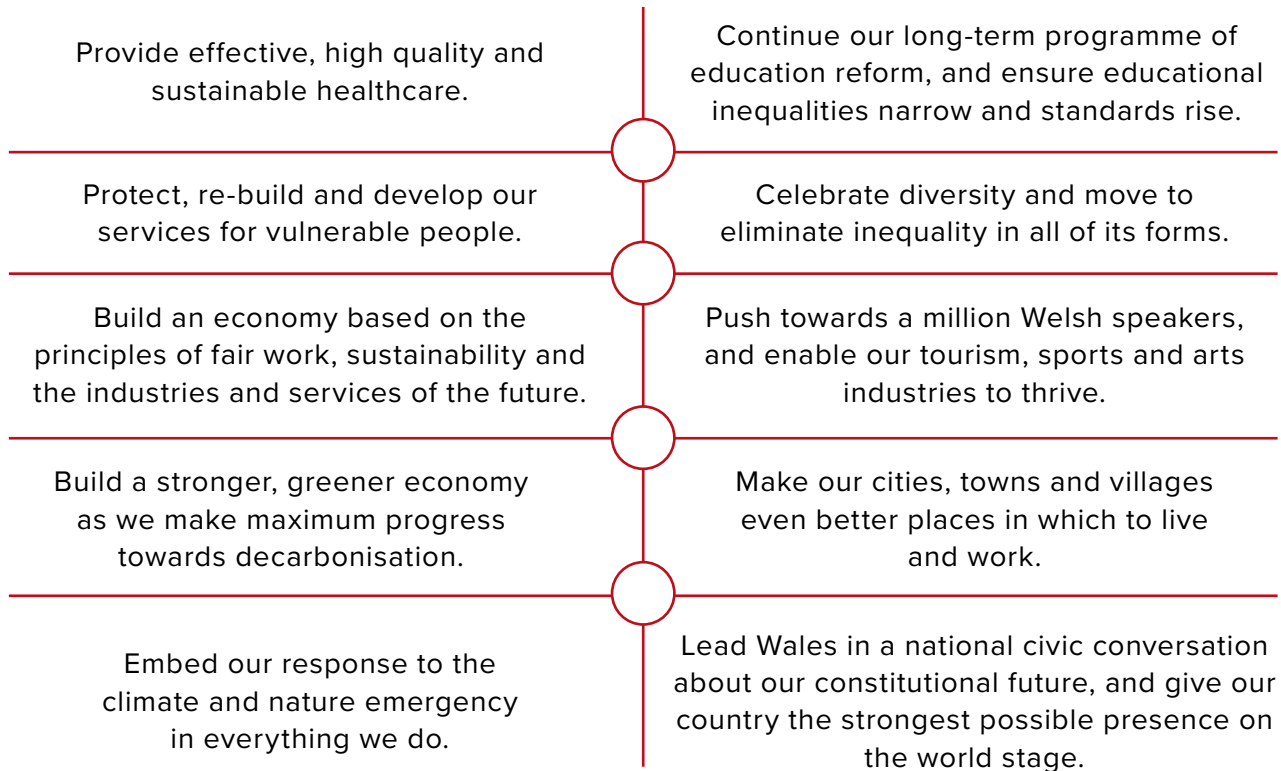 Provide effective, high quality and
sustainable healthcare.
Continue our long-term programme of
education reform, and ensure educational
inequalities narrow and standards rise.
Protect, re-build and develop our
services for vulnerable people.
Celebrate diversity and move to
eliminate inequality in all of its forms.
Build an economy based on the
principles of fair work, sustainability and
the industries and services of the future.
Push towards a million Welsh speakers,
and enable our tourism, sports and arts
industries to thrive.
Build a stronger, greener economy
as we make maximum progress
towards decarbonisation.
Make our cities, towns and villages
even better places in which to live
and work.
Embed our response to the
climate and nature emergency
in everything we do.
Lead Wales in a national civic conversation
about our constitutional future, and give our
country the strongest possible presence on
the world stage.